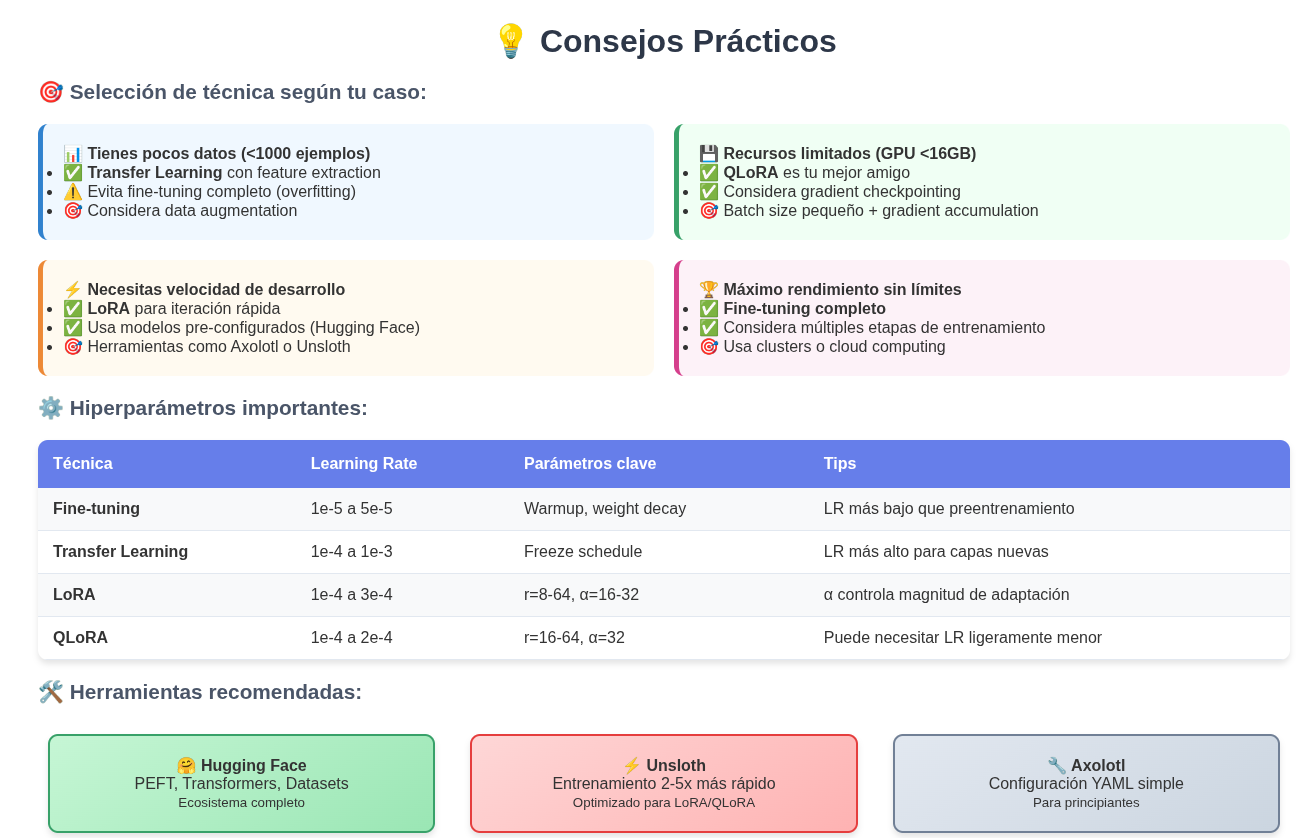 💡 Consejos Prácticos
🎯 Selección de técnica según tu caso:
📊 Tienes pocos datos (<1000 ejemplos)
• ✅ Transfer Learning con feature extraction
• ⚠️ Evita fine-tuning completo (overfitting)
• 🎯 Considera data augmentation
💾 Recursos limitados (GPU <16GB)
• ✅ QLoRA es tu mejor amigo
• ✅ Considera gradient checkpointing
• 🎯 Batch size pequeño + gradient accumulation
⚡ Necesitas velocidad de desarrollo
• ✅ LoRA para iteración rápida
• ✅ Usa modelos pre-configurados (Hugging Face)
• 🎯 Herramientas como Axolotl o Unsloth
🏆 Máximo rendimiento sin límites
• ✅ Fine-tuning completo
• ✅ Considera múltiples etapas de entrenamiento
• 🎯 Usa clusters o cloud computing
⚙️ Hiperparámetros importantes:
Técnica Learning Rate Parámetros clave Tips
Fine-tuning 1e-5 a 5e-5 Warmup, weight decay LR más bajo que preentrenamiento
Transfer Learning 1e-4 a 1e-3 Freeze schedule LR más alto para capas nuevas
LoRA 1e-4 a 3e-4 r=8-64, α=16-32 α controla magnitud de adaptación
QLoRA 1e-4 a 2e-4 r=16-64, α=32 Puede necesitar LR ligeramente menor
🛠️ Herramientas recomendadas:
🤗 Hugging Face
PEFT, Transformers, Datasets
Ecosistema completo
⚡ Unsloth
Entrenamiento 2-5x más rápido
Optimizado para LoRA/QLoRA
🔧 Axolotl
Configuración YAML simple
Para principiantes